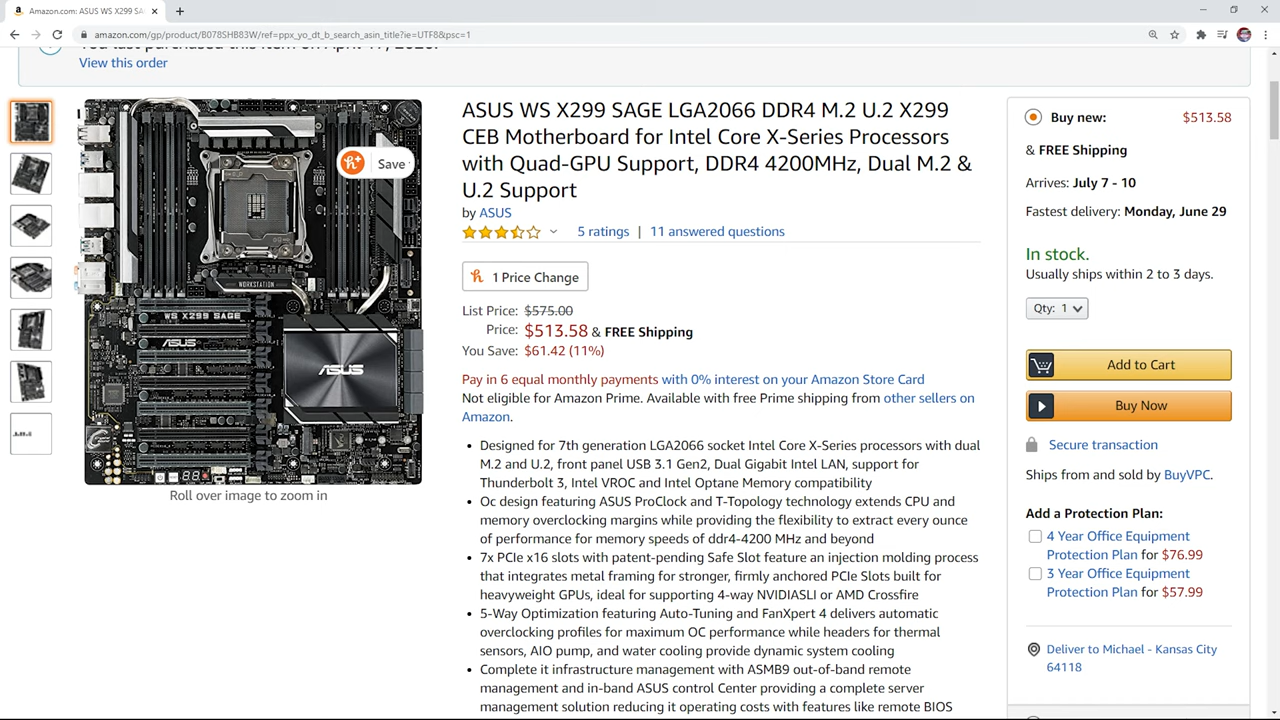 Amazon.com: ASUS WS X299 SA
amazon.com/gp/product/B078SHB83W/ref=ppx_yo_dt_b_search_asin_title?ie=UTF8&psc=1
You last purchased this item on April 17, 2020.
View this order
Save
WORKSTATION
WS X299 SAGE
ASUS
ASUS
Roll over image to zoom in
ASUS WS X299 SAGE LGA2066 DDR4 M.2 U.2 X299
CEB Motherboard for Intel Core X-Series Processors
with Quad-GPU Support, DDR4 4200MHz, Dual M.2 &
U.2 Support
by ASUS
5 ratings | 11 answered questions
1 Price Change
List Price: $575.00
Price: $513.58 & FREE Shipping
You Save: $61.42 (11%)
Pay in 6 equal monthly payments with 0% interest on your Amazon Store Card
Not eligible for Amazon Prime. Available with free Prime shipping from other sellers on
Amazon.
• Designed for 7th generation LGA2066 socket Intel Core X-Series processors with dual
M.2 and U.2, front panel USB 3.1 Gen2, Dual Gigabit Intel LAN, support for
Thunderbolt 3, Intel VROC and Intel Optane Memory compatibility
• Oc design featuring ASUS ProClock and T-Topology technology extends CPU and
memory overclocking margins while providing the flexibility to extract every ounce
of performance for memory speeds of ddr4-4200 MHz and beyond
• 7x PCIe x16 slots with patent-pending Safe Slot feature an injection molding process
that integrates metal framing for stronger, firmly anchored PCIe Slots built for
heavyweight GPUs, ideal for supporting 4-way NVIDIASLI or AMD Crossfire
• 5-Way Optimization featuring Auto-Tuning and FanXpert 4 delivers automatic
overclocking profiles for maximum OC performance while headers for thermal
sensors, AIO pump, and water cooling provide dynamic system cooling
• Complete it infrastructure management with ASMB9 out-of-band remote
management and in-band ASUS control Center providing a complete server
management solution reducing it operating costs with features like remote BIOS
Buy new: $513.58
& FREE Shipping
Arrives: July 7 - 10
Fastest delivery: Monday, June 29
In stock.
Usually ships within 2 to 3 days.
Qty: 1
Add to Cart
Buy Now
Secure transaction
Ships from and sold by BuyVPC.
Add a Protection Plan:
4 Year Office Equipment
Protection Plan for $76.99
3 Year Office Equipment
Protection Plan for $57.99
Deliver to Michael - Kansas City
64118